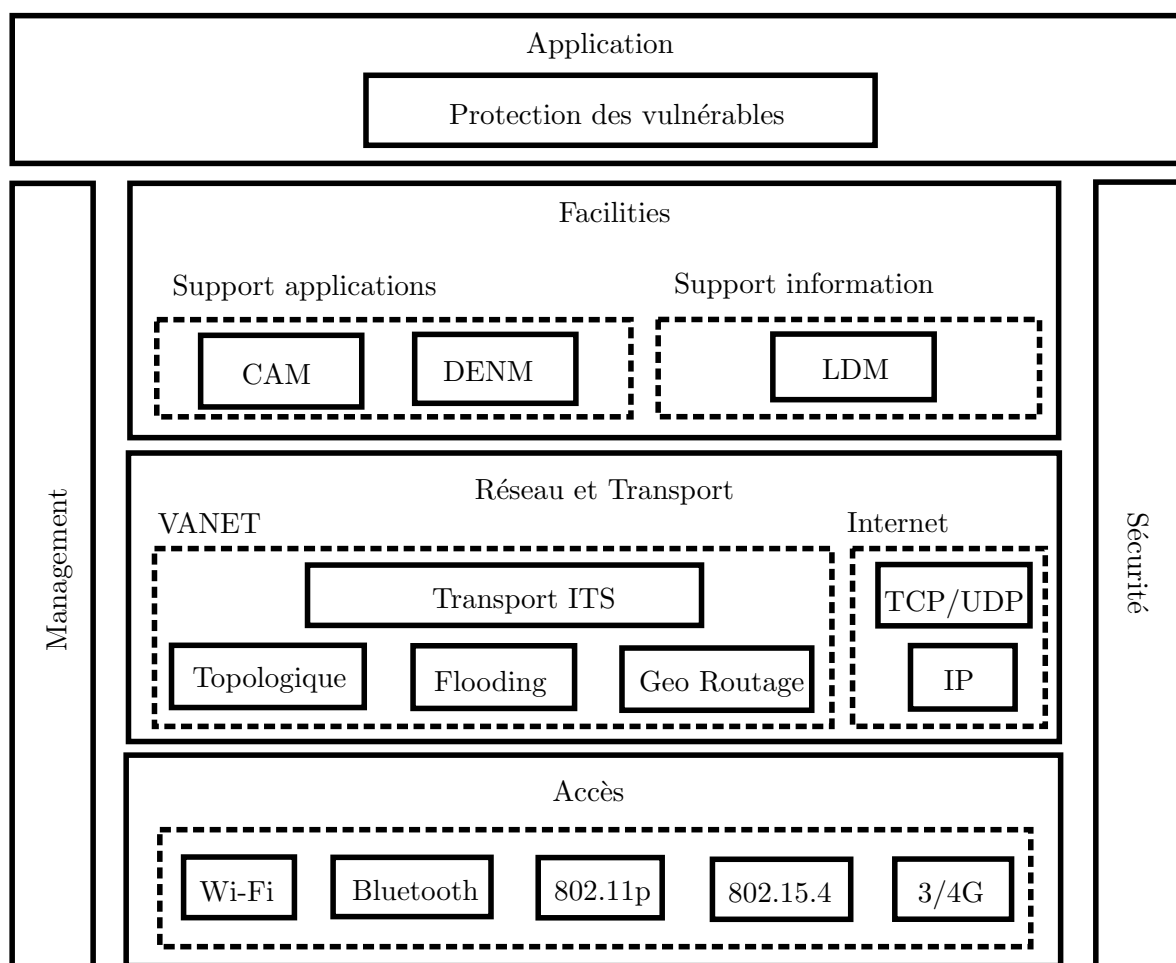 Application
Protection des vulnérables
Facilities
Support applications
Support information
CAM
DENM
LDM
Réseau et Transport
VANET
Internet
Transport ITS
TCP/UDP
Topologique
Flooding
Geo Routage
IP
Accès
Wi-Fi
Bluetooth
802.11p
802.15.4
3/4G
Management
Sécurité